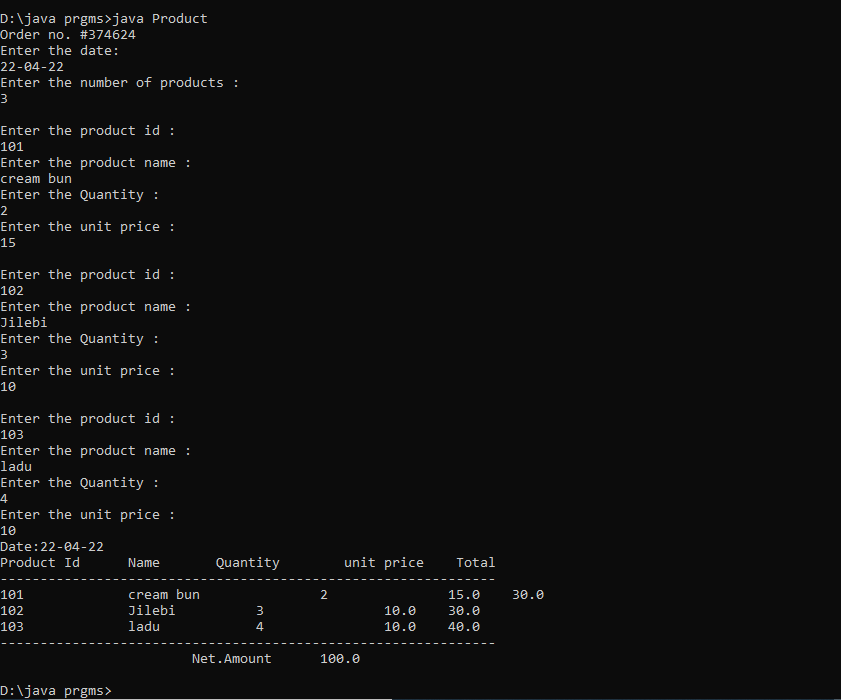 D:\java prgms>java Product
Order no. #374624
Enter the date:
22-04-22
Enter the number of products :
3
Enter the product id :
101
Enter the product name :
cream bun
Enter the Quantity :
2
Enter the unit price :
15
Enter the product id :
102
Enter the product name :
Jilebi
Enter the Quantity :
3
Enter the unit price :
10
Enter the product id :
103
Enter the product name :
ladu
Enter the Quantity :
4
Enter the unit price :
10
Date:22-04-22
Product Id      Name       Quantity        unit price    Total
--------------------------------------------------------------
101             cream bun               2               15.0    30.0
102             Jilebi          3               10.0    30.0
103             ladu            4               10.0    40.0
--------------------------------------------------------------
                        Net.Amount      100.0
D:\java prgms>